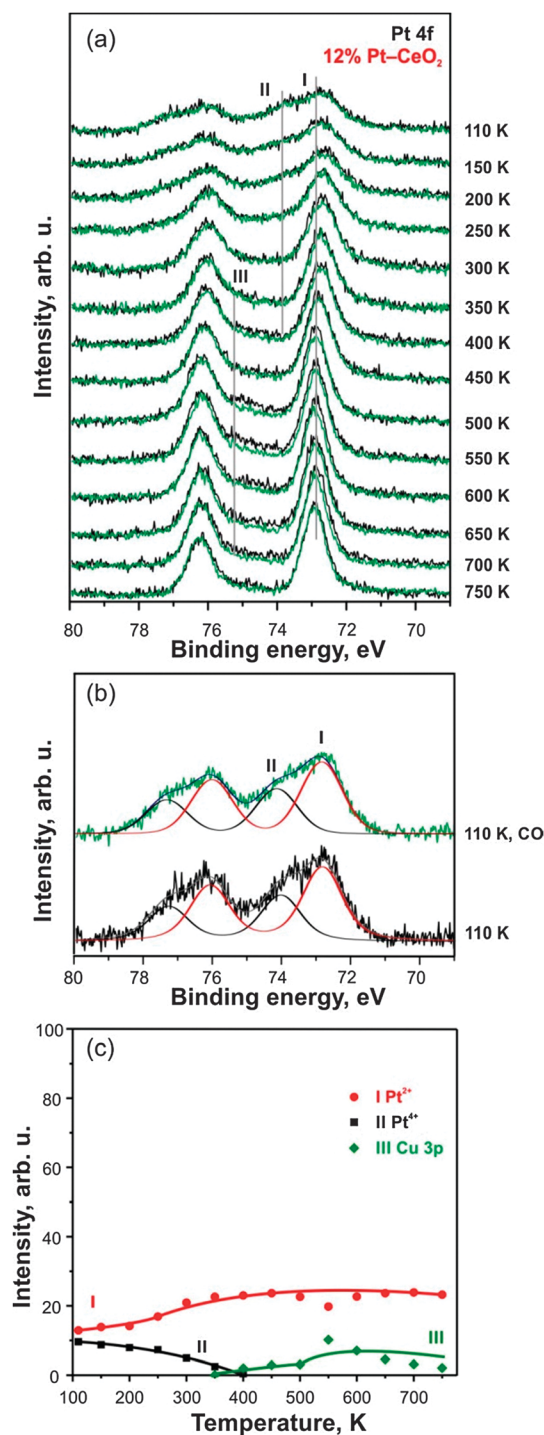 (a)
Pt 4f
12% Pt–CeO₂
I
II
III
110 K
150 K
200 K
250 K
300 K
350 K
400 K
450 K
500 K
550 K
600 K
650 K
700 K
750 K
Intensity, arb. u.
80 78 76 74 72 70
Binding energy, eV
(b)
I
II
110 K, CO
110 K
Intensity, arb. u.
80 78 76 74 72 70
Binding energy, eV
(c)
100
80
60
40
20
0
I Pt²⁺
II Pt⁴⁺
III Cu 3p
I
II
III
Intensity, arb. u.
100 200 300 400 500 600 700
Temperature, K